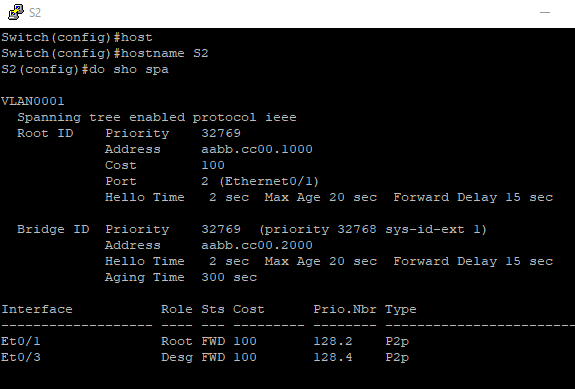 S2
Switch(config)#host
Switch(config)#hostname S2
S2(config)#do sho spa
VLAN0001
  Spanning tree enabled protocol ieee
  Root ID    Priority    32769
             Address     aabb.cc00.1000
             Cost        100
             Port        2 (Ethernet0/1)
             Hello Time   2 sec  Max Age 20 sec  Forward Delay 15 sec
  Bridge ID  Priority    32769  (priority 32768 sys-id-ext 1)
             Address     aabb.cc00.2000
             Hello Time   2 sec  Max Age 20 sec  Forward Delay 15 sec
             Aging Time  300 sec
Interface           Role Sts Cost      Prio.Nbr Type
------------------- ---- --- --------- -------- ------------------------
Et0/1               Root FWD 100       128.2    P2p
Et0/3               Desg FWD 100       128.4    P2p